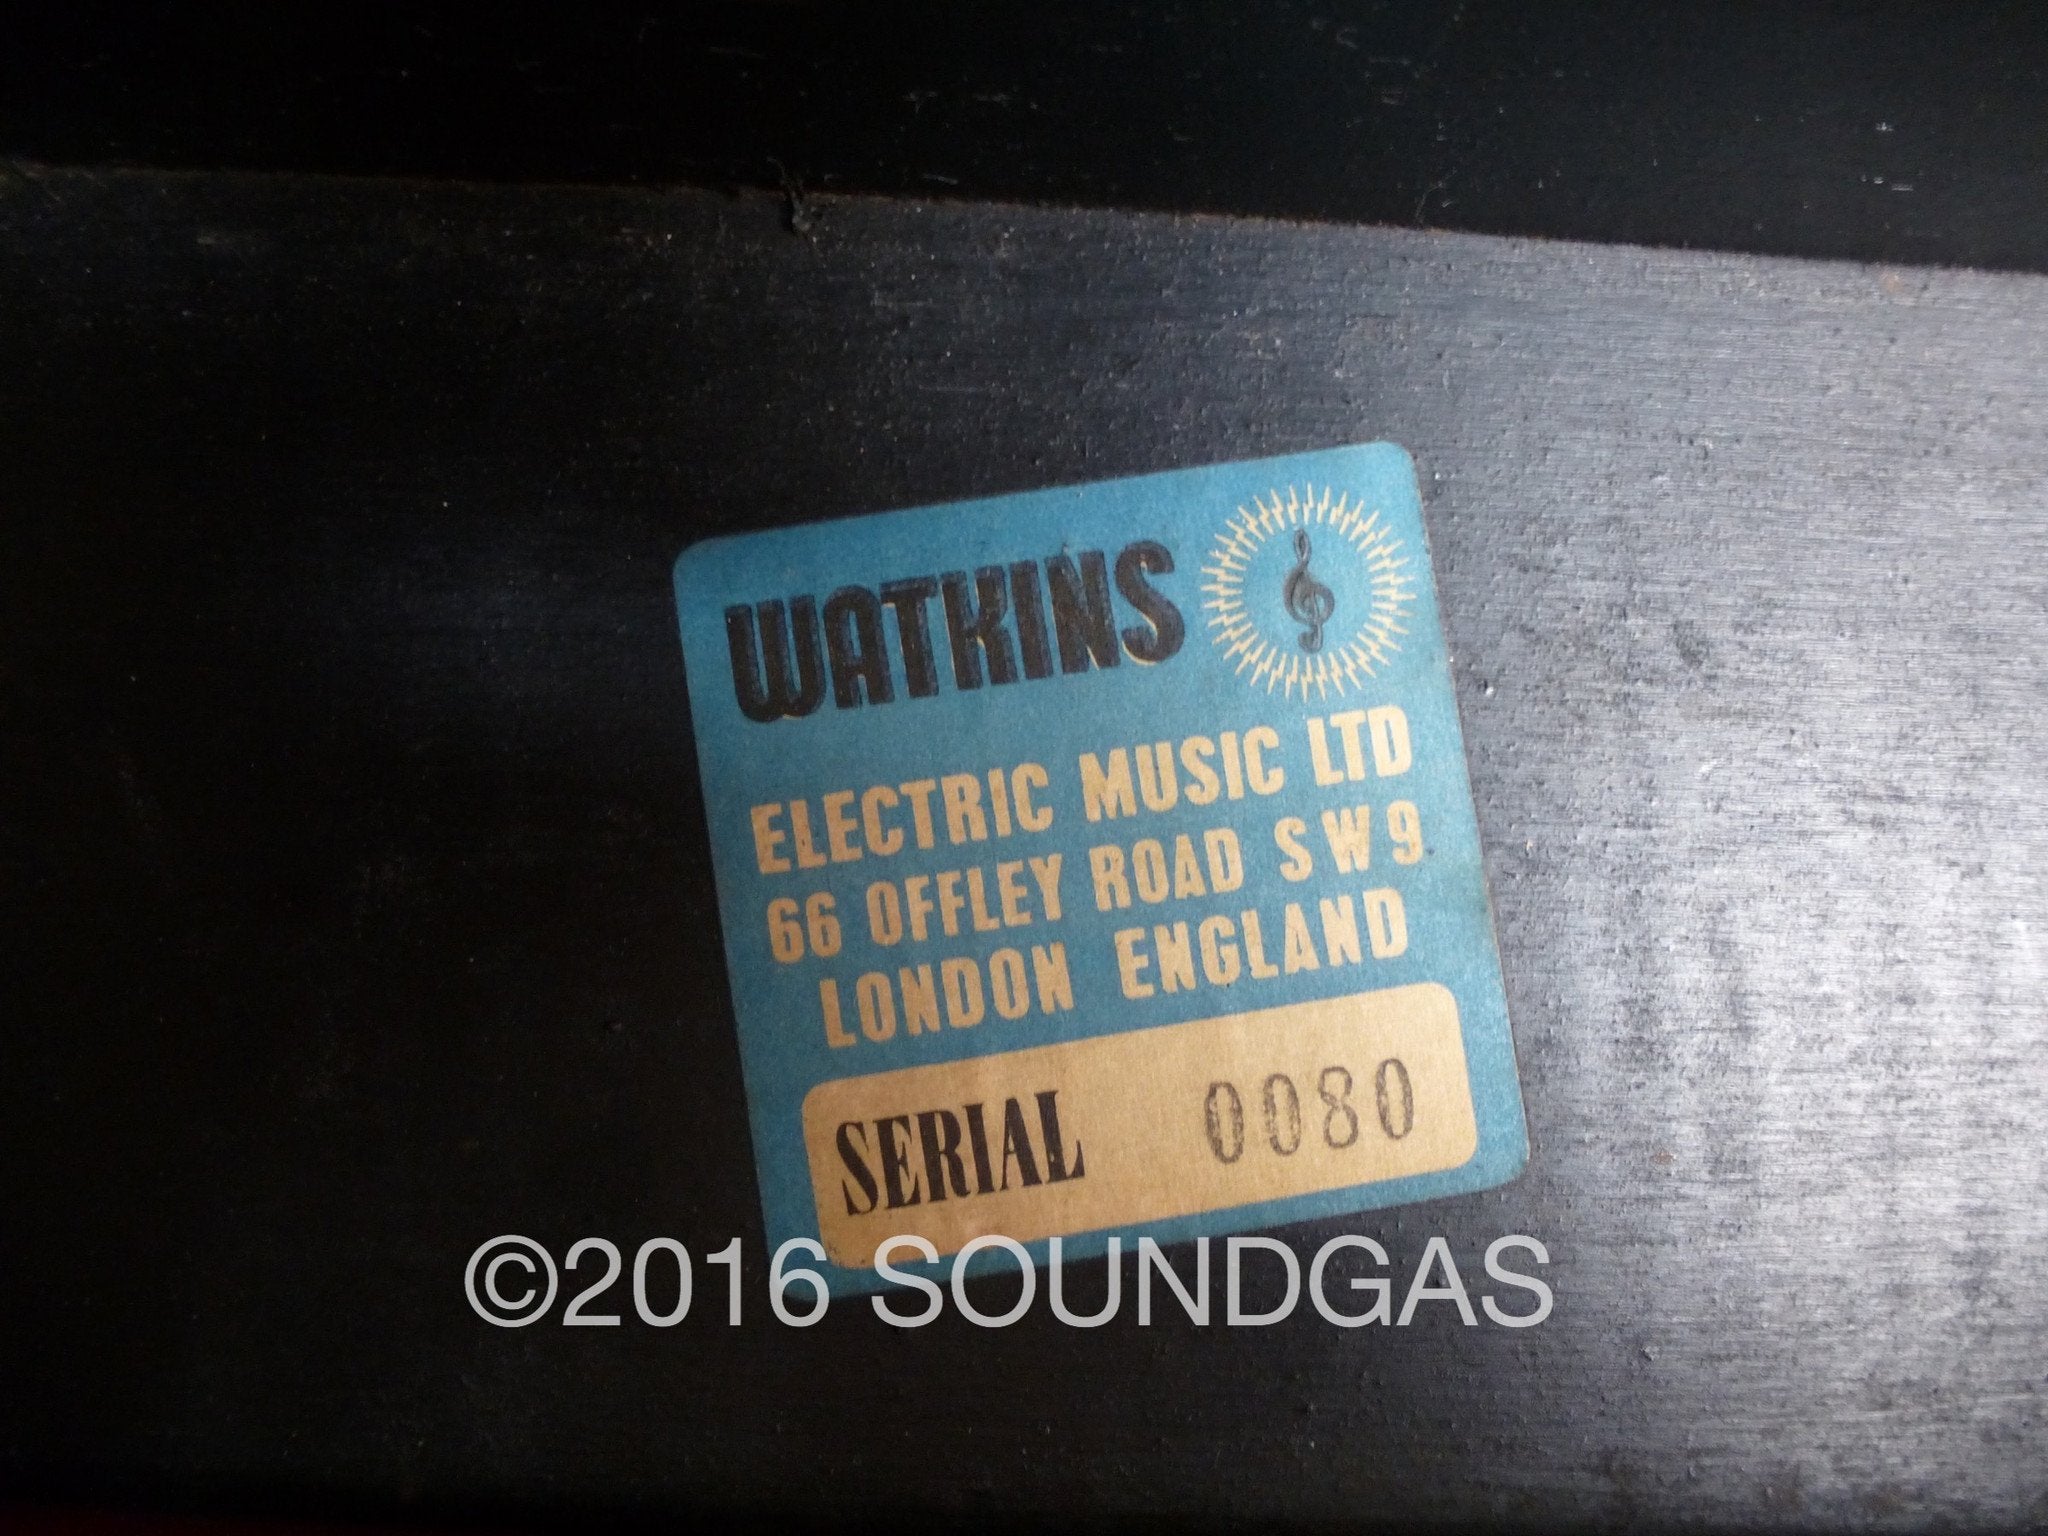 WATKINS
ELECTRIC MUSIC LTD
66 OFFLEY ROAD S W 9
LONDON ENGLAND
SERIAL 0080
©2016 SOUNDGAS